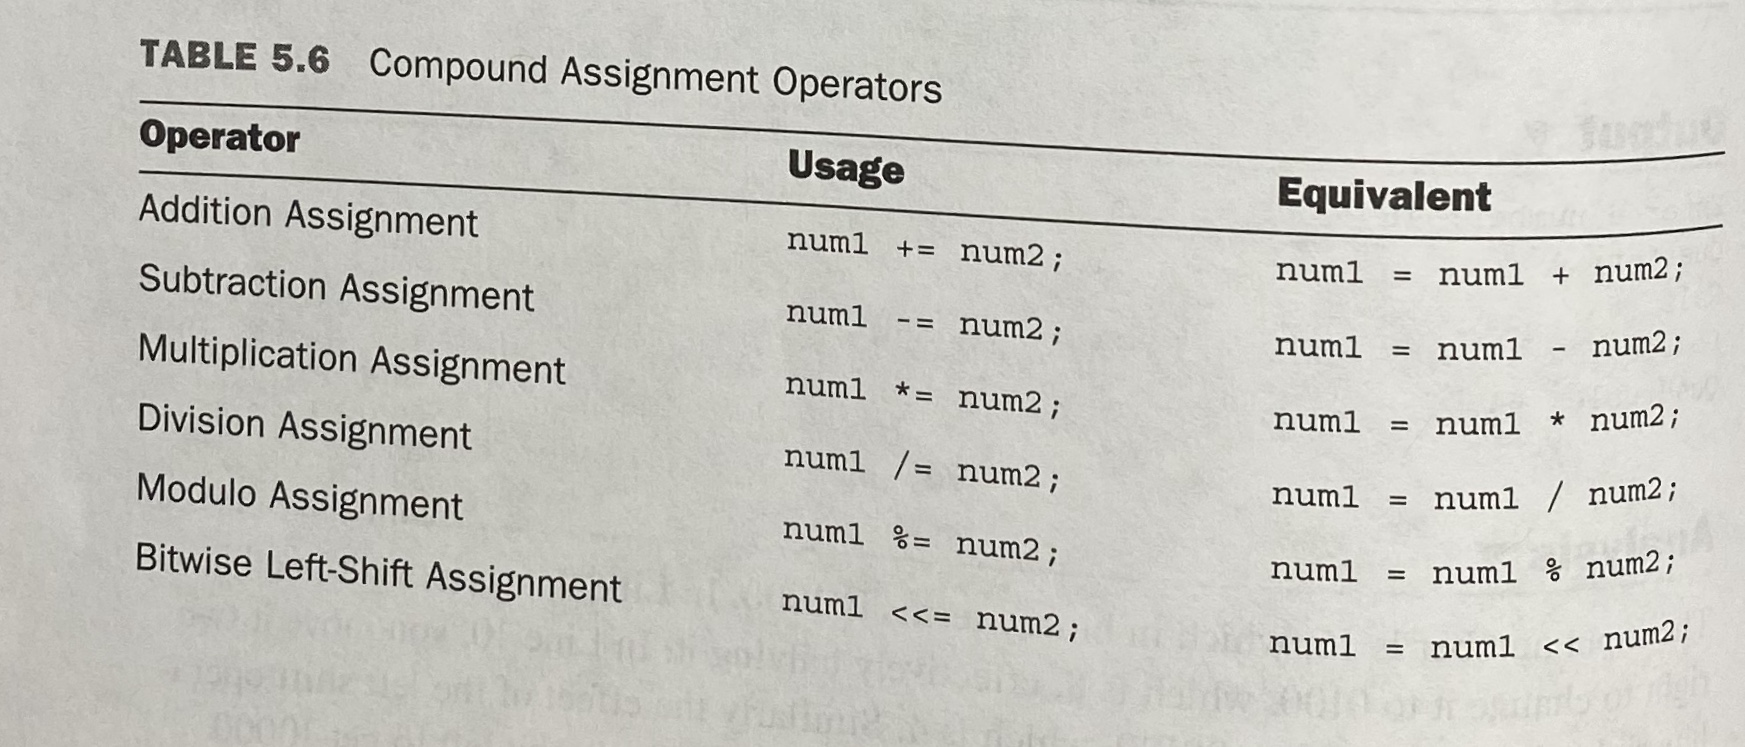 TABLE 5.6 Compound Assignment Operators
Operator Usage Equivalent
Addition Assignment num1 += num2; num1 = num1 + num2;
Subtraction Assignment num1 -= num2; num1 = num1 - num2;
Multiplication Assignment num1 *= num2; num1 = num1 * num2;
Division Assignment num1 /= num2; num1 = num1 / num2;
Modulo Assignment num1 %= num2; num1 = num1 % num2;
Bitwise Left-Shift Assignment num1 <<= num2; num1 = num1 << num2;